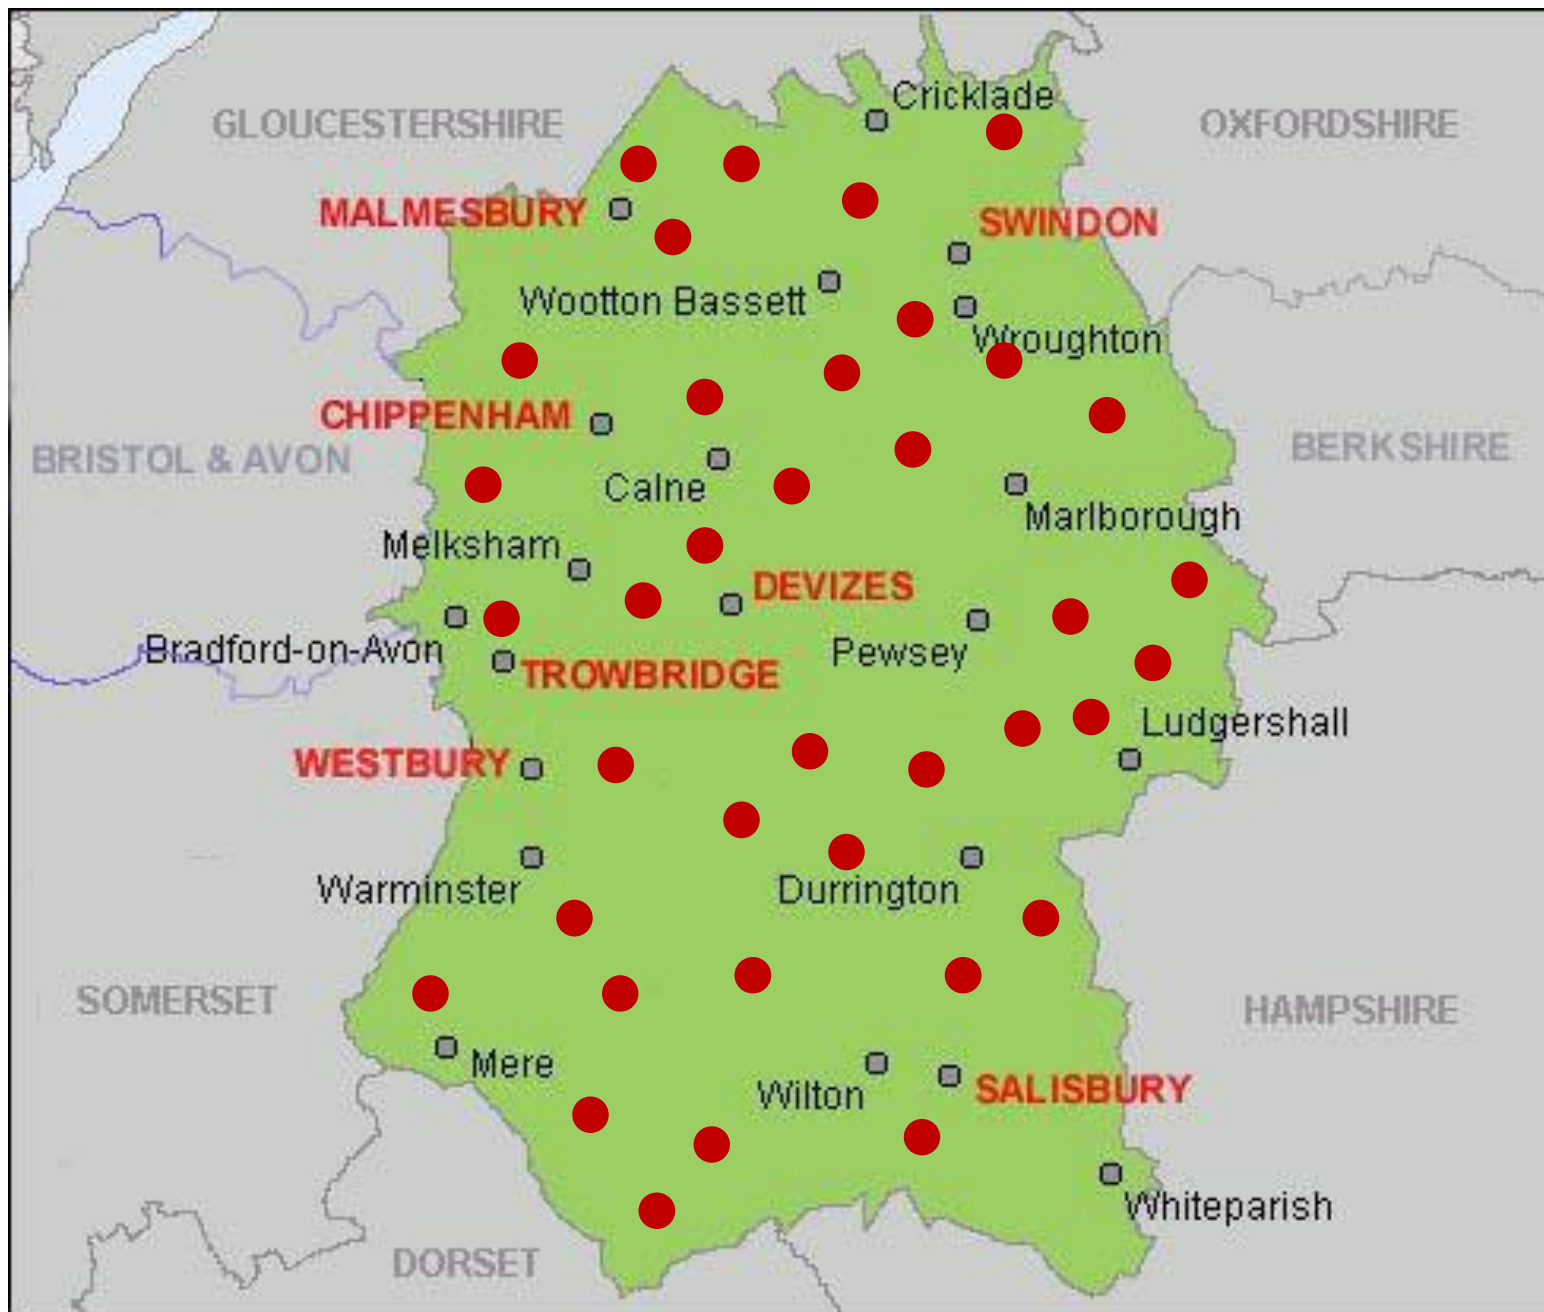 Cricklade
GLOUCESTERSHIRE
OXFORDSHIRE
MALMESBURY
SWINDON
Wootton Bassett
Wroughton
CHIPPENHAM
BRISTOL & AVON
BERKSHIRE
Calne
Marlborough
Melksham
DEVIZES
Bradford-on-Avon
Pewsey
TROWBRIDGE
Ludgershall
WESTBURY
Warminster
Durrington
SOMERSET
HAMPSHIRE
Mere
Wilton
SALISBURY
Whiteparish
DORSET